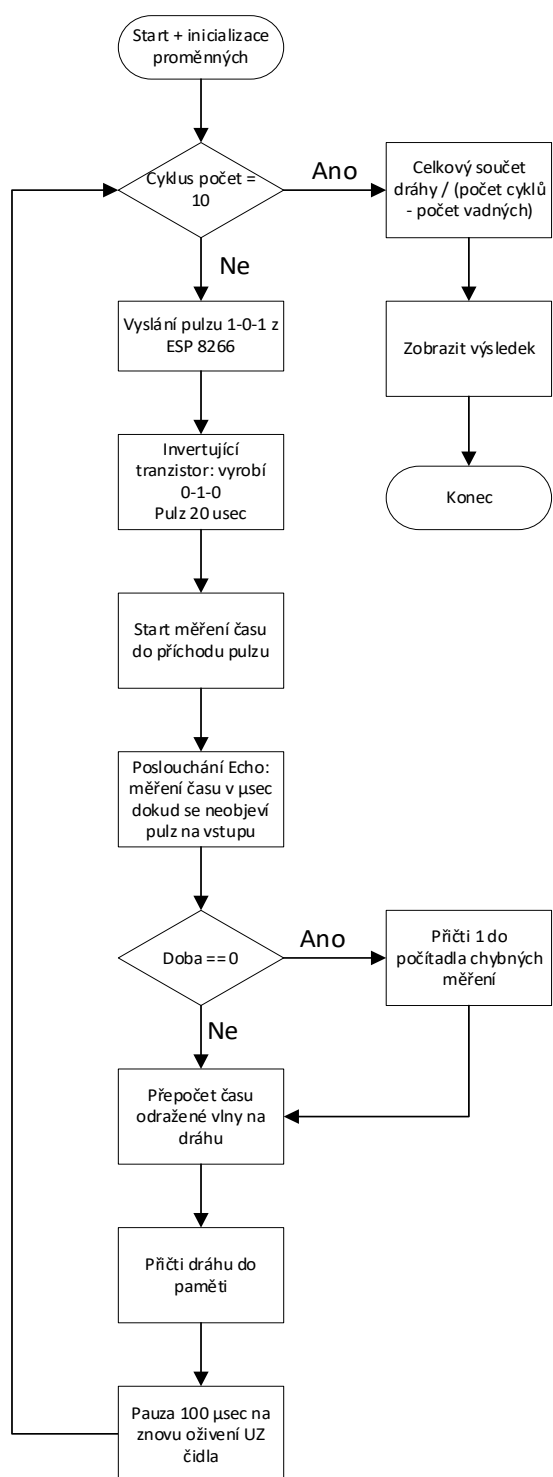 Start + inicializace
proměnných
Cyklus počet =
10
Ano
Celkový součet
dráhy / (počet cyklů
- počet vadných)
Ne
Vyslání pulzu 1-0-1 z
ESP 8266
Zobrazit výsledek
Invertující
tranzistor: vyrobí
0-1-0
Pulz 20 usec
Konec
Start měření času
do příchodu pulzu
Poslouchání Echo:
měření času v µsec
dokud se neobjeví
pulz na vstupu
Doba == 0
Ano
Přičti 1 do
počítadla chybných
měření
Ne
Přepočet času
odražené vlny na
dráhu
Přičti dráhu do
paměti
Pauza 100 µsec na
znovu oživení UZ
čidla